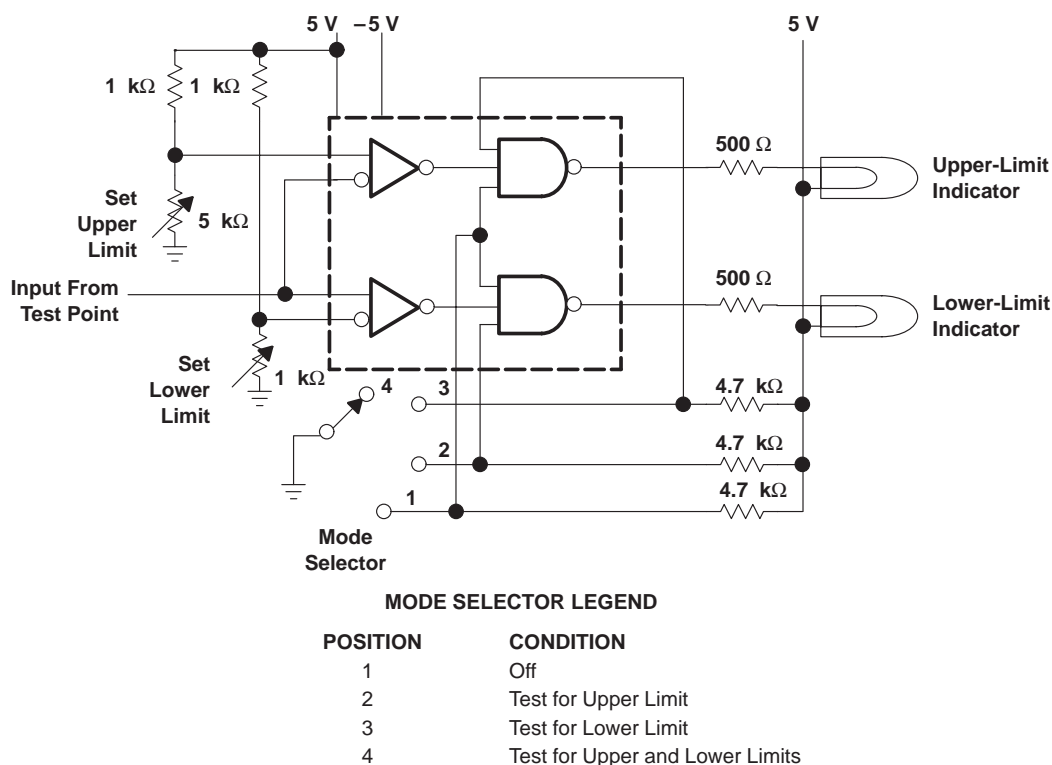 5 V
–5 V
5 V
1 kΩ
1 kΩ
500 Ω
Upper-Limit
Indicator
Set
Upper
Limit
5 kΩ
Input From
Test Point
500 Ω
Lower-Limit
Indicator
Set
Lower
Limit
1 kΩ
4
3
4.7 kΩ
2
4.7 kΩ
1
4.7 kΩ
Mode
Selector
MODE SELECTOR LEGEND
POSITION CONDITION
1 Off
2 Test for Upper Limit
3 Test for Lower Limit
4 Test for Upper and Lower Limits